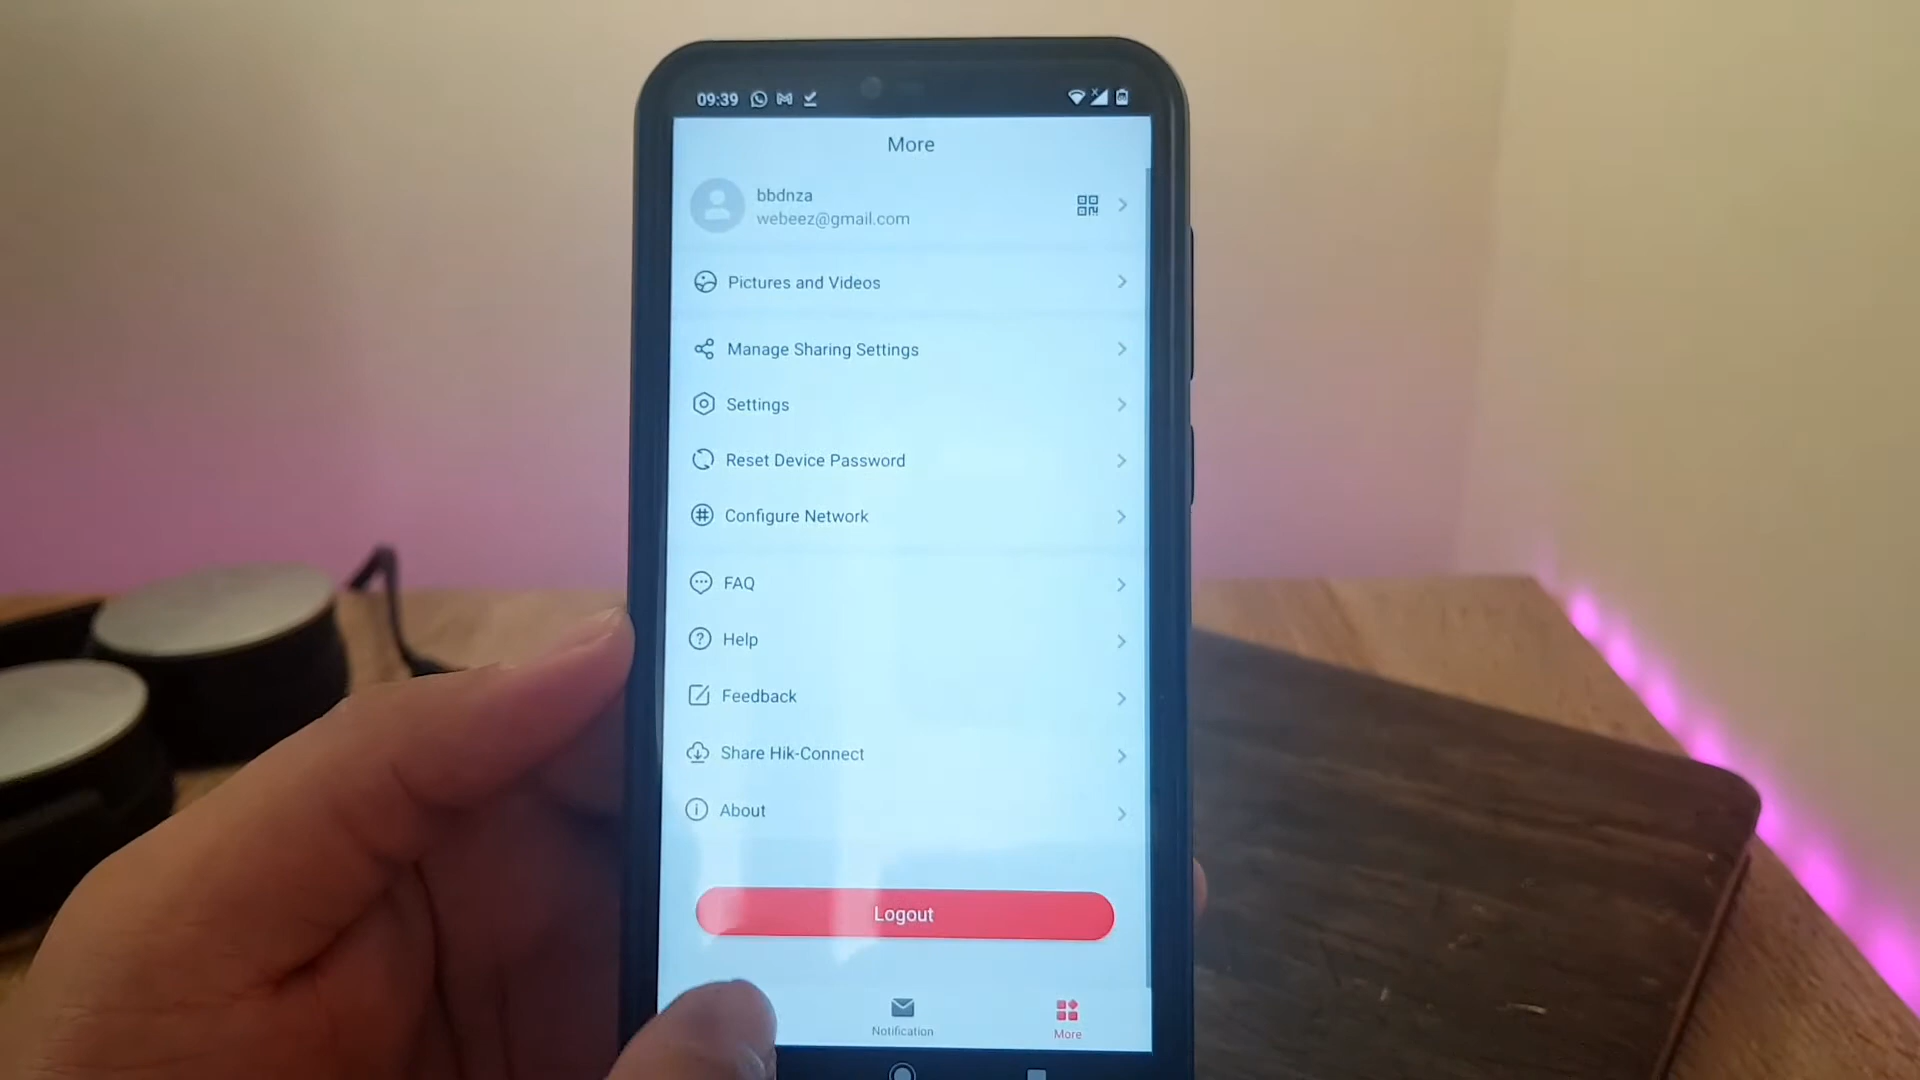 09:39
More
bbdnza
webeez@gmail.com
Pictures and Videos
Manage Sharing Settings
Settings
Reset Device Password
Configure Network
FAQ
Help
Feedback
Share Hik-Connect
About
Logout
Notification
More